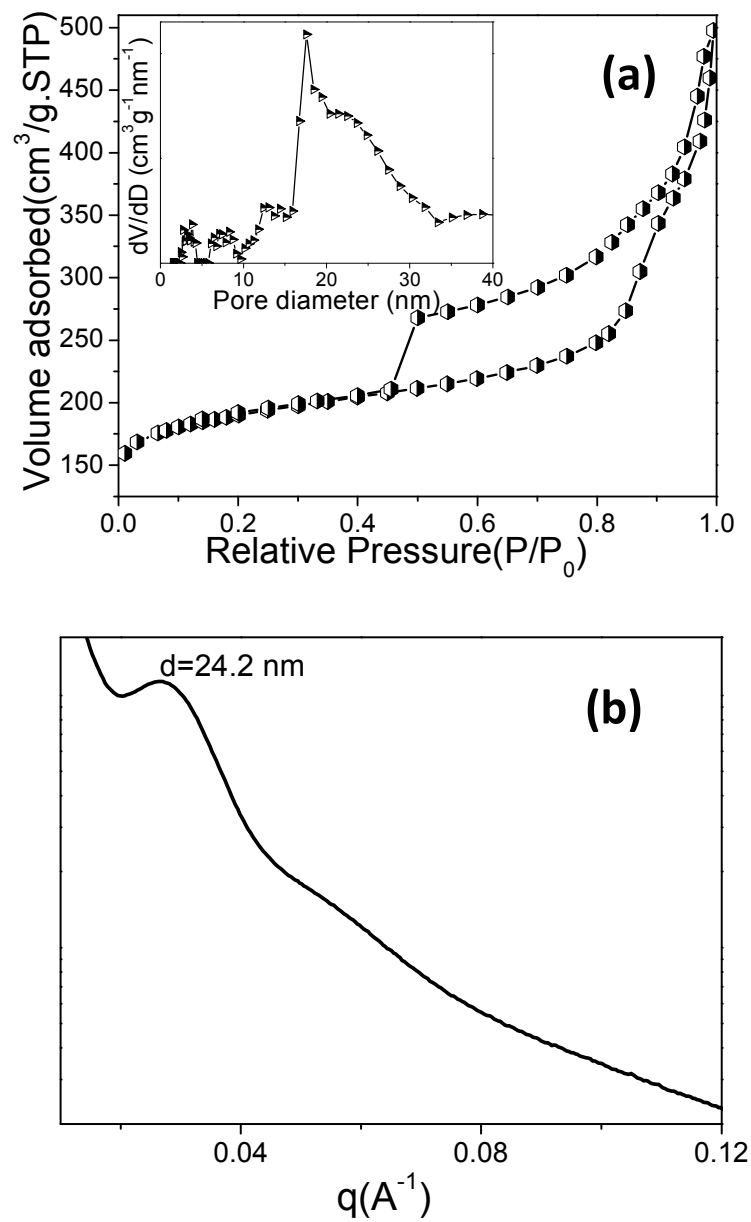 (a)
Volume adsorbed(cm³/g.STP)
500
450
400
350
300
250
200
150
0.0 0.2 0.4 0.6 0.8 1.0
Relative Pressure(P/P₀)
dV/dD (cm³g⁻¹nm⁻¹)
0 10 20 30 40
Pore diameter (nm)
(b)
d=24.2 nm
0.04 0.08 0.12
q(A⁻¹)